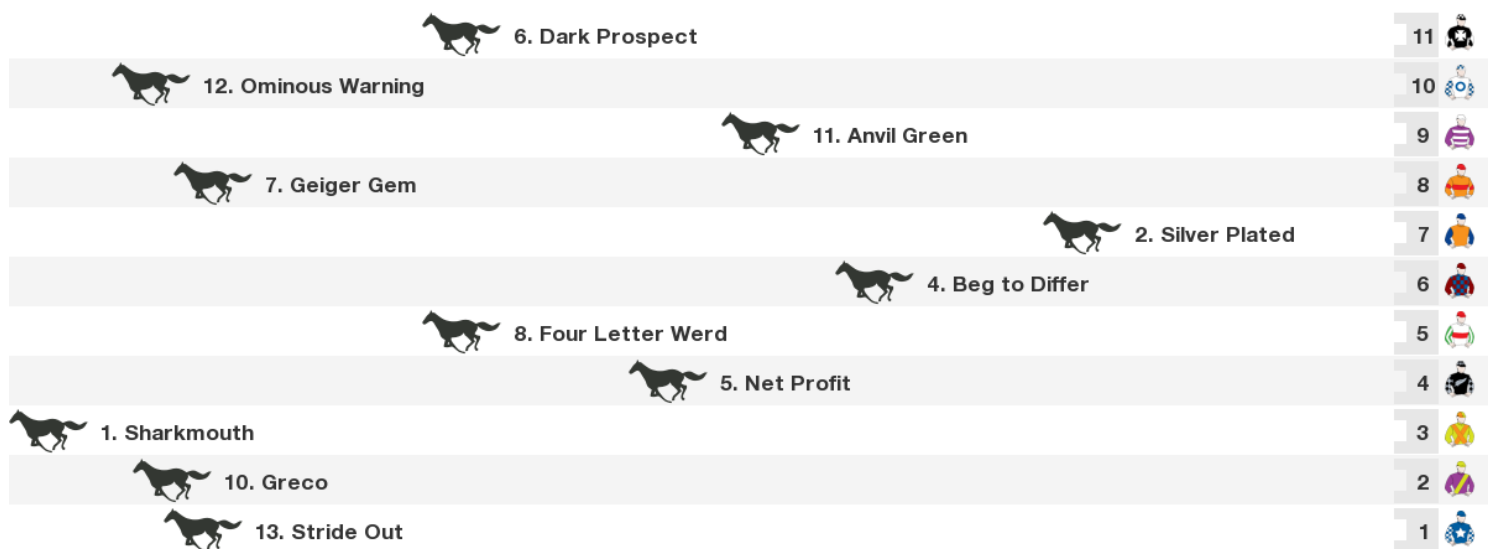 6. Dark Prospect 11
12. Ominous Warning 10
11. Anvil Green 9
7. Geiger Gem 8
2. Silver Plated 7
4. Beg to Differ 6
8. Four Letter Werd 5
5. Net Profit 4
1. Sharkmouth 3
10. Greco 2
13. Stride Out 1